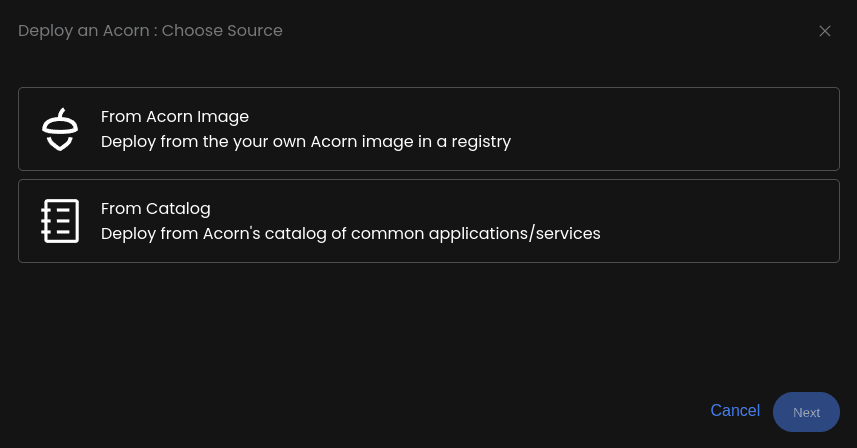 Deploy an Acorn : Choose Source
From Acorn Image
Deploy from the your own Acorn image in a registry
From Catalog
Deploy from Acorn's catalog of common applications/services
Cancel
Next